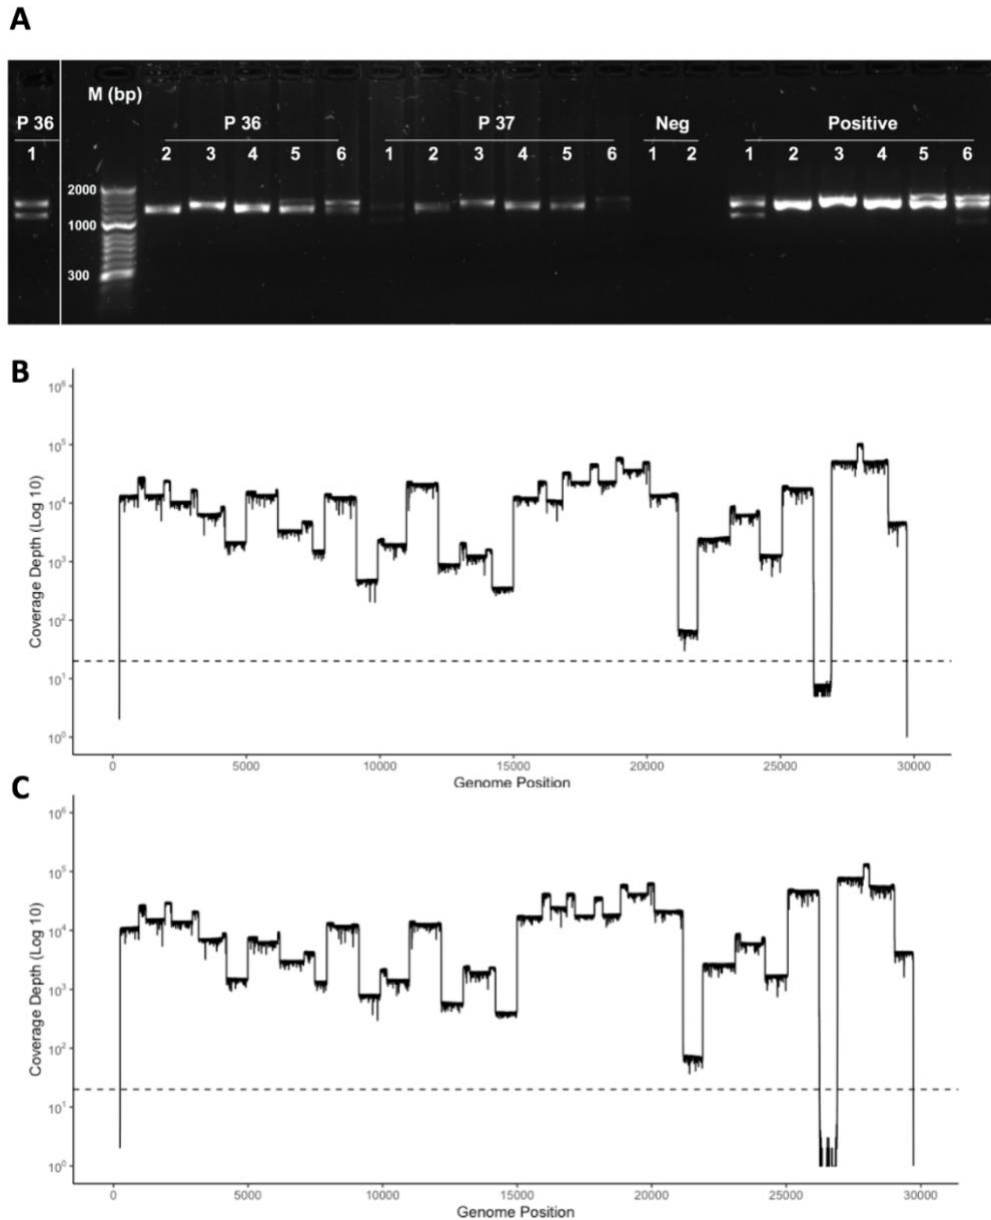 A
M (bp)
P 36 P 36 P 37 Neg Positive
1 2 3 4 5 6 1 2 3 4 5 6 1 2 1 2 3 4 5 6
2000
1000
300
B
10⁶
10⁵
10⁴
10³
10²
10¹
10⁰
Coverage Depth (Log 10)
0 5000 10000 15000 20000 25000 30000
Genome Position
C
10⁶
10⁵
10⁴
10³
10²
10¹
10⁰
Coverage Depth (Log 10)
0 5000 10000 15000 20000 25000 30000
Genome Position